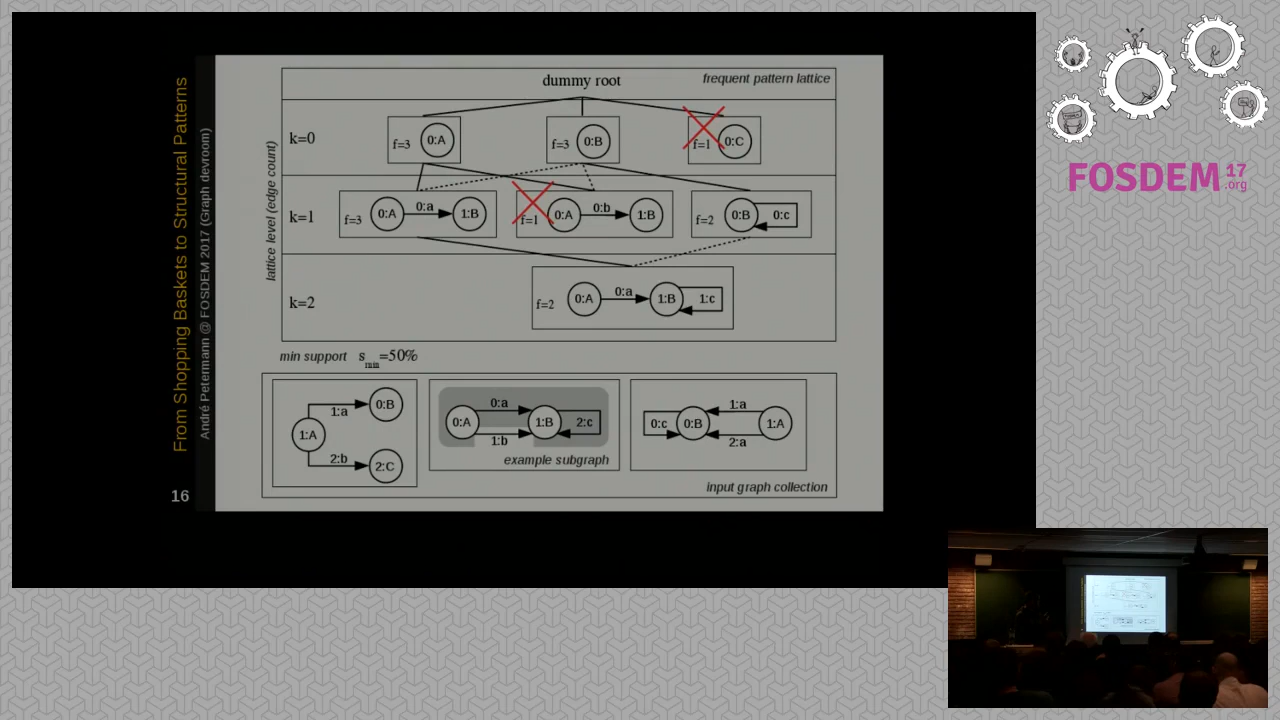 dummy root
frequent pattern lattice
k=0
f=3
0:A
f=3
0:B
f=1
0:C
k=1
f=3
0:A
0:a
1:B
f=1
0:A
0:b
1:B
f=2
0:B
0:c
k=2
f=2
0:A
0:a
1:B
1:c
lattice level (edge count)
min support s min=50%
1:A
1:a
0:B
2:b
2:C
0:A
0:a
1:B
2:c
1:b
example subgraph
0:c
0:B
1:a
1:A
2:a
input graph collection
From Shopping Baskets to Structural Patterns
André Petermann @ FOSDEM 2017 (Graph devroom)
16
FOSDEM 17
.org